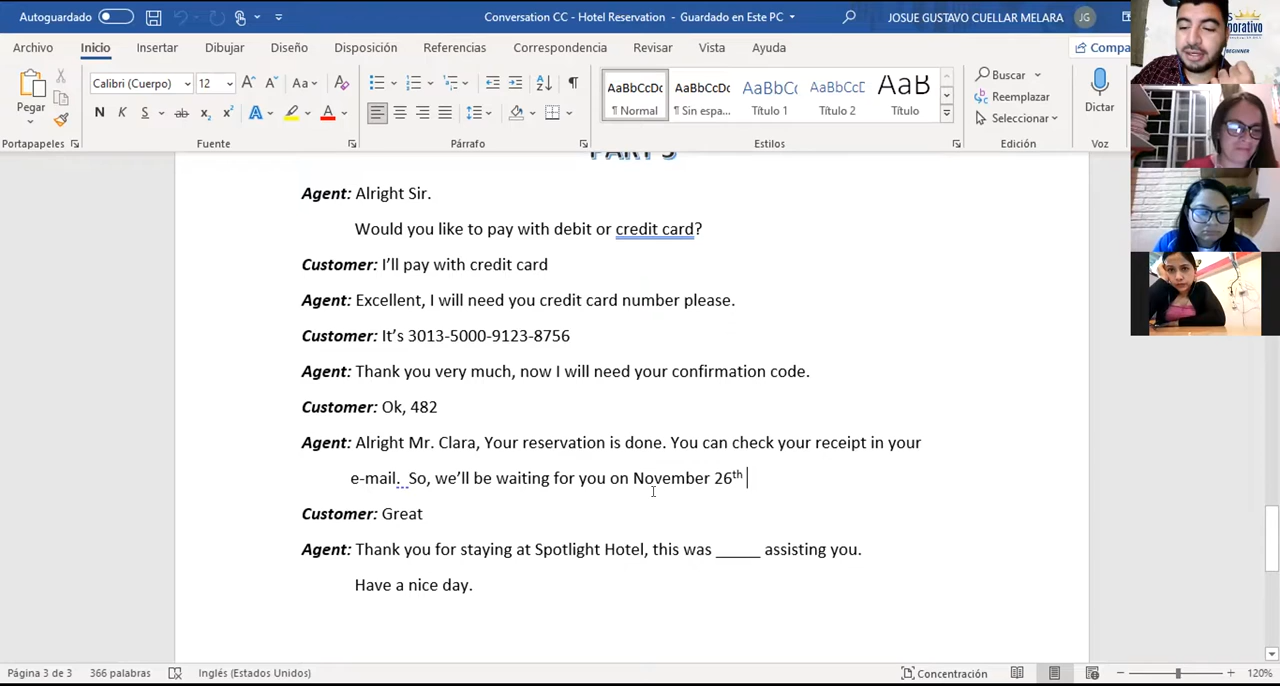 Autoguardado
Conversation CC - Hotel Reservation - Guardado en Este PC
JOSUE GUSTAVO CUELLAR MELARA
JG
Archivo Inicio Insertar Dibujar Diseño Disposición Referencias Correspondencia Revisar Vista Ayuda
Pegar
Calibri (Cuerpo) 12
N K S ab
Portapapeles Fuente Párrafo
AaBbCcDc AaBbCcDc AaBbCc AaBbCcE AaB
¶ Normal ¶ Sin espa... Título 1 Título 2 Título
Estilos
Buscar
Reemplazar
Seleccionar
Edición
Dictar
Voz
BEGINNER
PART 3
Agent: Alright Sir.
Would you like to pay with debit or credit card?
Customer: I'll pay with credit card
Agent: Excellent, I will need you credit card number please.
Customer: It's 3013-5000-9123-8756
Agent: Thank you very much, now I will need your confirmation code.
Customer: Ok, 482
Agent: Alright Mr. Clara, Your reservation is done. You can check your receipt in your
e-mail. So, we'll be waiting for you on November 26th
Customer: Great
Agent: Thank you for staying at Spotlight Hotel, this was _____ assisting you.
Have a nice day.
Página 3 de 3 366 palabras Inglés (Estados Unidos) Concentración 120%